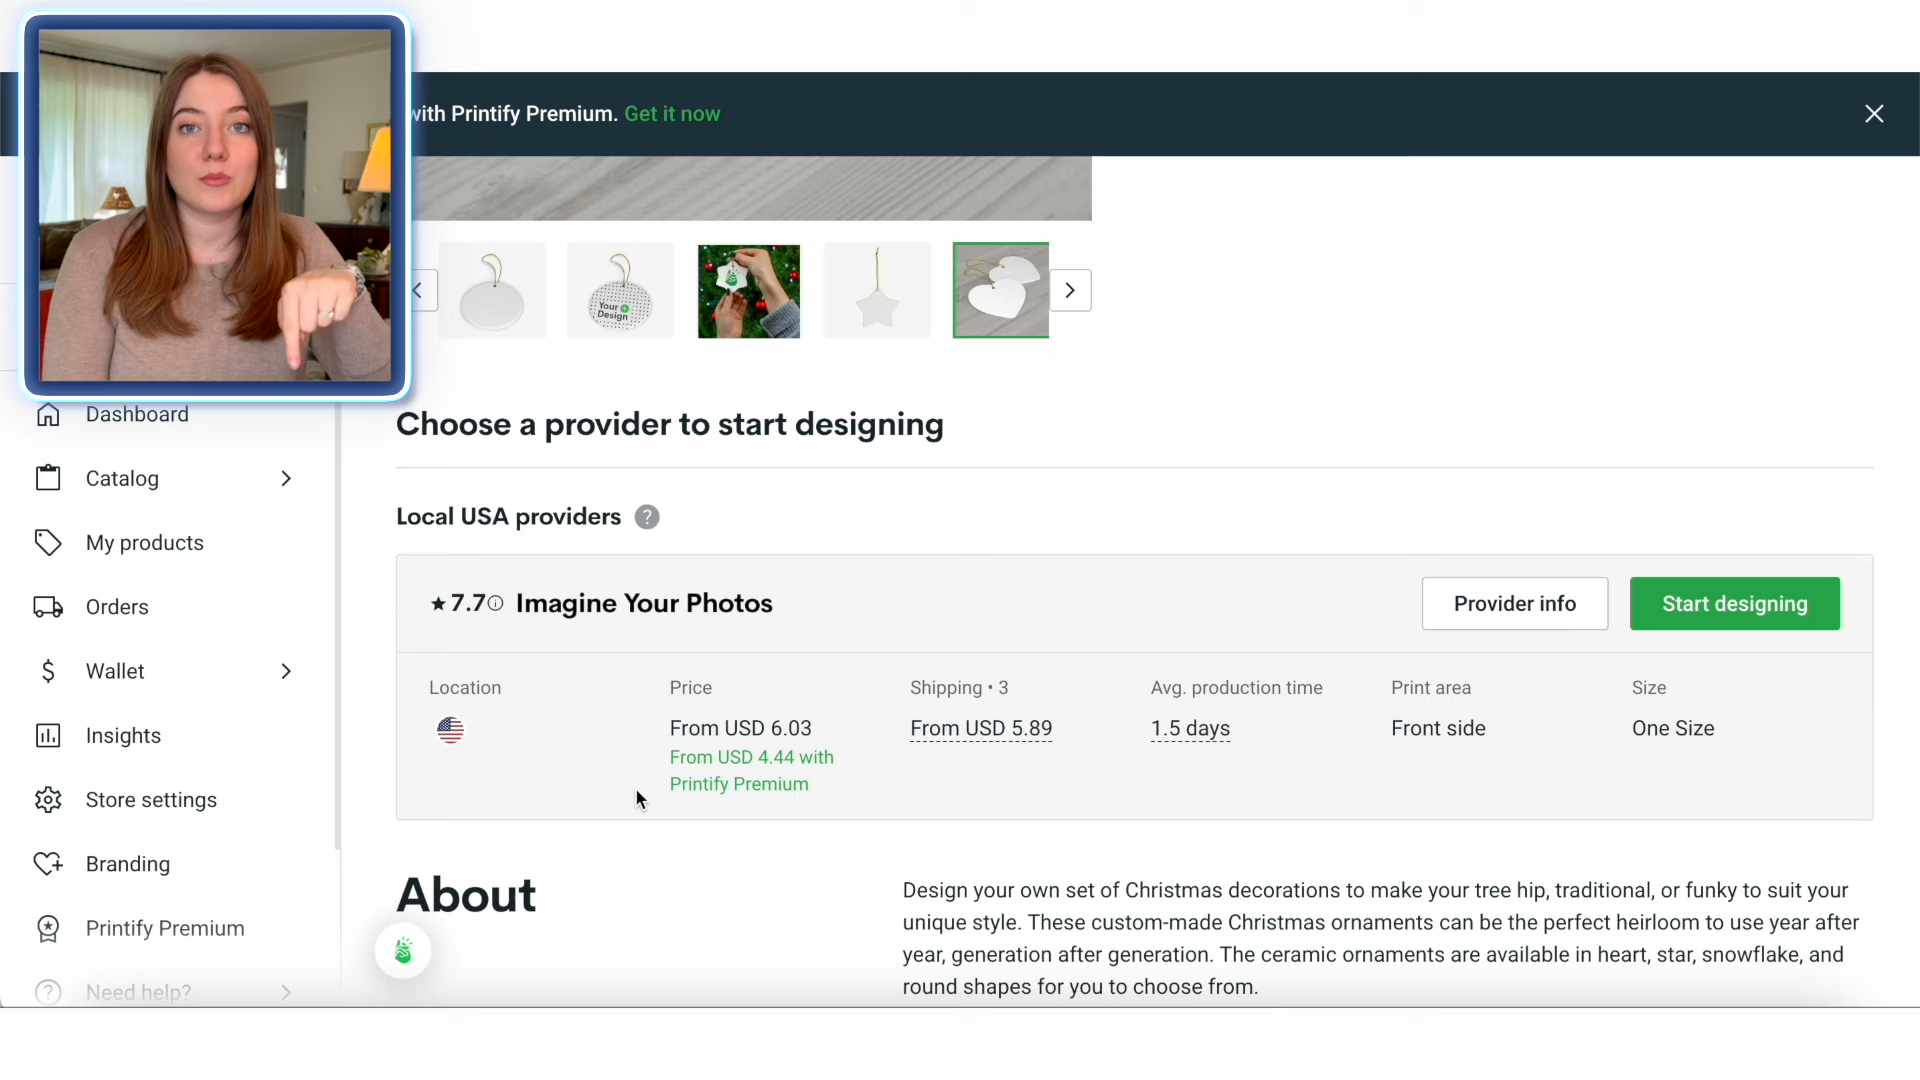 with Printify Premium. Get it now
Your
Design
Dashboard
Catalog
My products
Orders
Wallet
Insights
Store settings
Branding
Printify Premium
Need help?
Choose a provider to start designing
Local USA providers ?
7.7 Imagine Your Photos
Provider info
Start designing
Location
Price
Shipping • 3
Avg. production time
Print area
Size
From USD 6.03
From USD 5.89
1.5 days
Front side
One Size
From USD 4.44 with
Printify Premium
About
Design your own set of Christmas decorations to make your tree hip, traditional, or funky to suit your
unique style. These custom-made Christmas ornaments can be the perfect heirloom to use year after
year, generation after generation. The ceramic ornaments are available in heart, star, snowflake, and
round shapes for you to choose from.